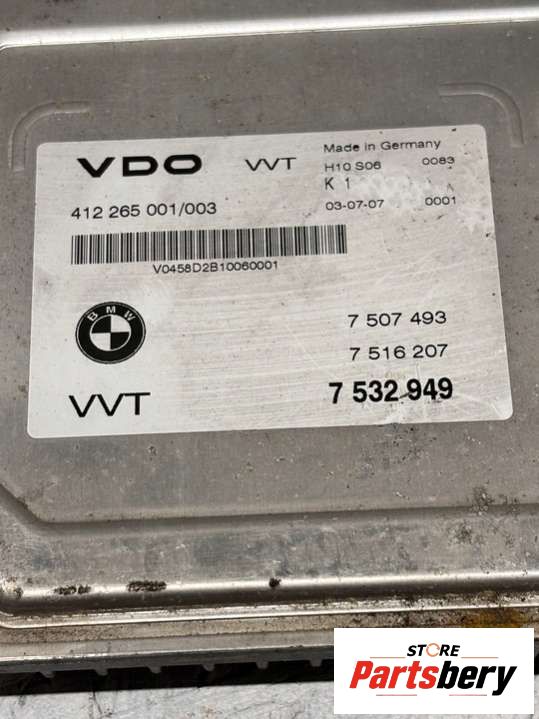 VDO VVT Made in Germany
H10 S06 0083
K 1
412 265 001/003 03-07-07 0001
V0458D2B10060001
BMW
7 507 493
7 516 207
VVT 7 532 949
STORE
Partsbery